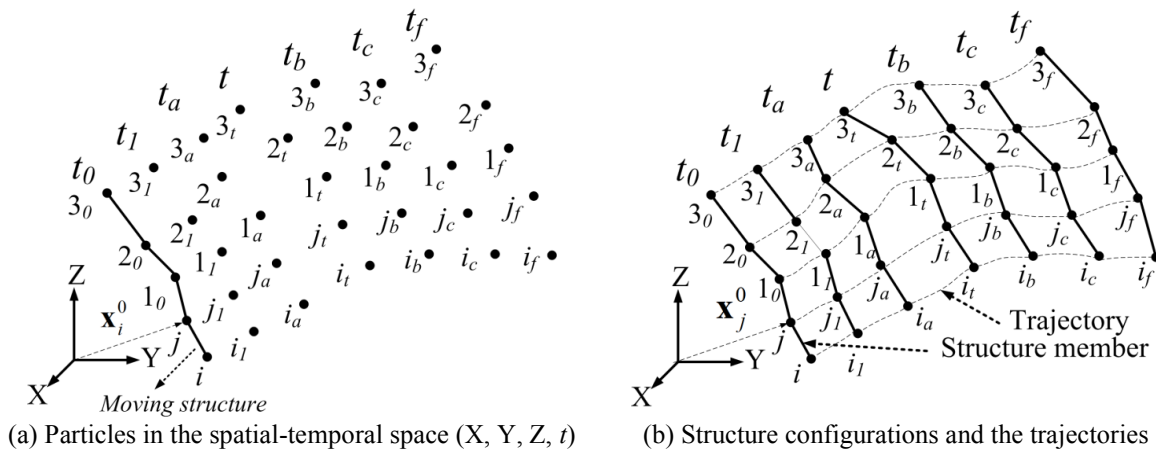 t_f
t_c
t_b
t
t_a
t_1
t_0
3_f
3_c
3_b
3_t
3_a
3_1
3_0
2_f
2_c
2_b
2_t
2_a
2_1
2_0
1_f
1_c
1_b
1_t
1_a
1_1
1_0
j_f
j_c
j_b
j_t
j_a
j_1
j
i_f
i_c
i_b
i_t
i_a
i_1
i
Z
x_i^0
Y
X
Moving structure
(a) Particles in the spatial-temporal space (X, Y, Z, t)
t_f
t_c
t_b
t
t_a
t_1
t_0
3_f
3_c
3_b
3_t
3_a
3_1
3_0
2_f
2_c
2_b
2_t
2_a
2_1
2_0
1_f
1_c
1_b
1_t
1_a
1_1
1_0
j_f
j_c
j_b
j_t
j_a
j_1
j
i_f
i_c
i_b
i_t
i_a
i_1
i
Z
x_j^0
Y
X
Trajectory
Structure member
(b) Structure configurations and the trajectories